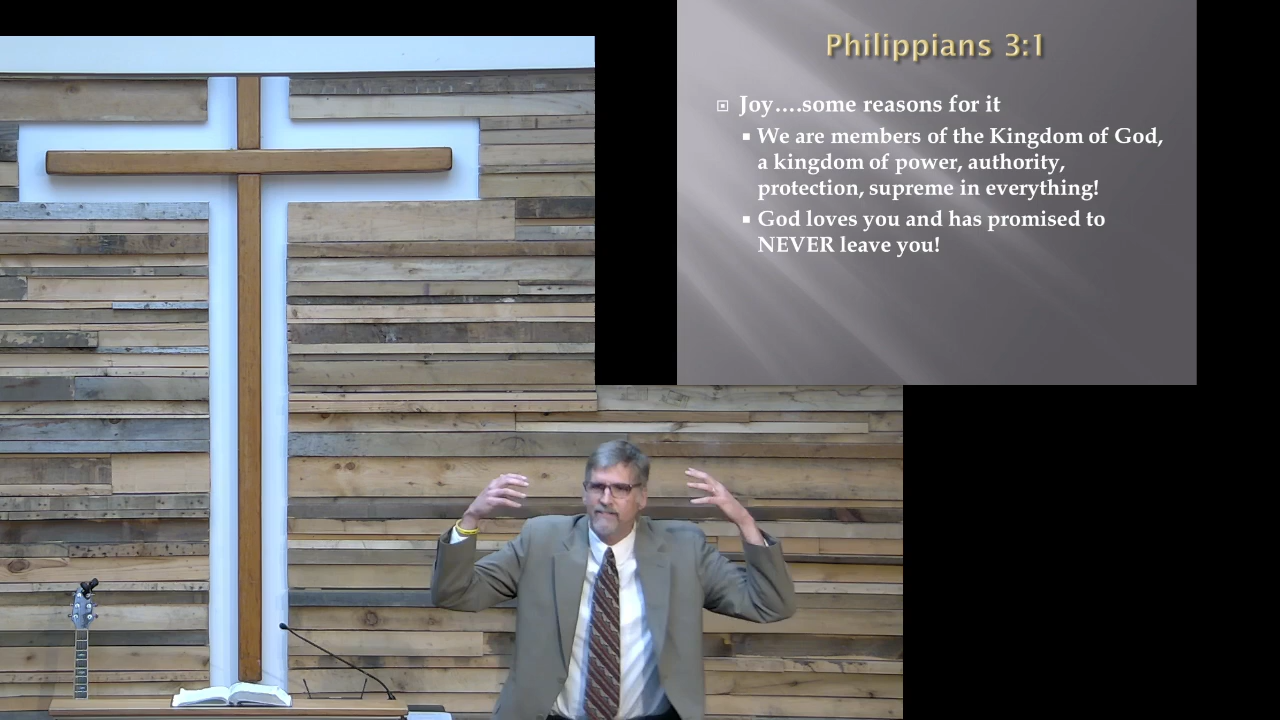 Philippians 3:1
Joy....some reasons for it
We are members of the Kingdom of God,
a kingdom of power, authority,
protection, supreme in everything!
God loves you and has promised to
NEVER leave you!